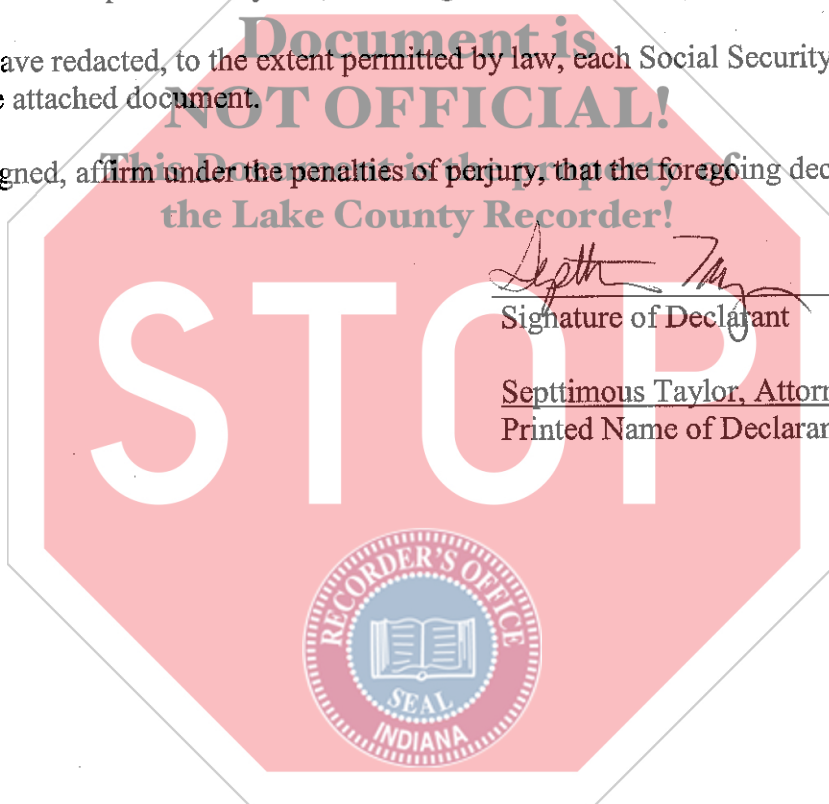 Document is
ave redacted, to the extent permitted by law, each Social Security
attached document.
NOT OFFICIAL!
gned, affirm under the penalties of perjury, that the foregoing dec
This Document is the property of
the Lake County Recorder!
Signature of Declarant
STOP
Septtimous Taylor, Attorn
Printed Name of Declaran
RECORDER'S OFFICE
SEAL
INDIANA